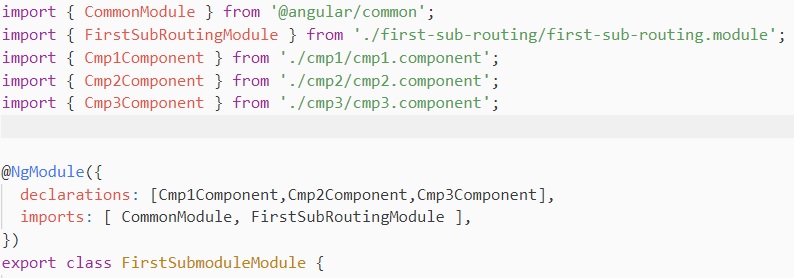 import { CommonModule } from '@angular/common';
import { FirstSubRoutingModule } from './first-sub-routing/first-sub-routing.module';
import { Cmp1Component } from './cmp1/cmp1.component';
import { Cmp2Component } from './cmp2/cmp2.component';
import { Cmp3Component } from './cmp3/cmp3.component';
@NgModule({
  declarations: [Cmp1Component,Cmp2Component,Cmp3Component],
  imports: [ CommonModule, FirstSubRoutingModule ],
})
export class FirstSubmoduleModule {